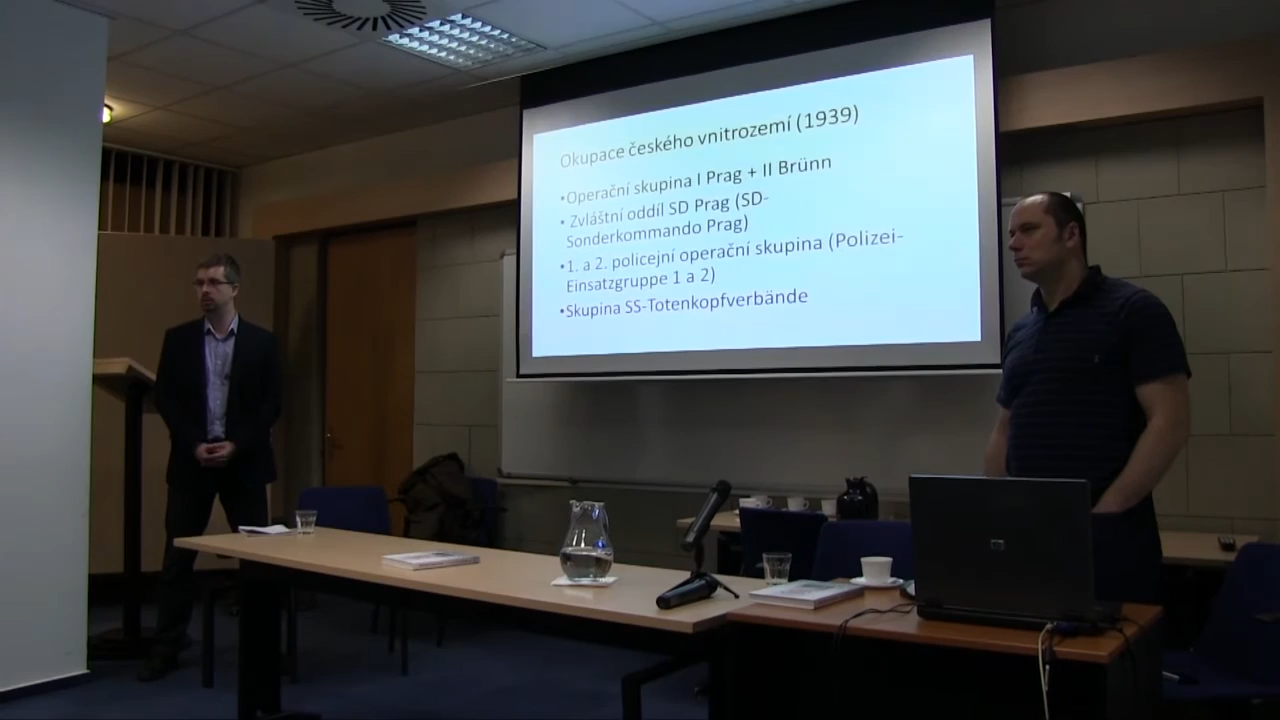 Okupace českého vnitrozemí (1939)
•Operační skupina I Prag + II Brünn
• Zvláštní oddíl SD Prag (SD-
Sonderkommando Prag)
•1. a 2. policejní operační skupina (Polizei-
Einsatzgruppe 1 a 2)
•Skupina SS-Totenkopfverbände